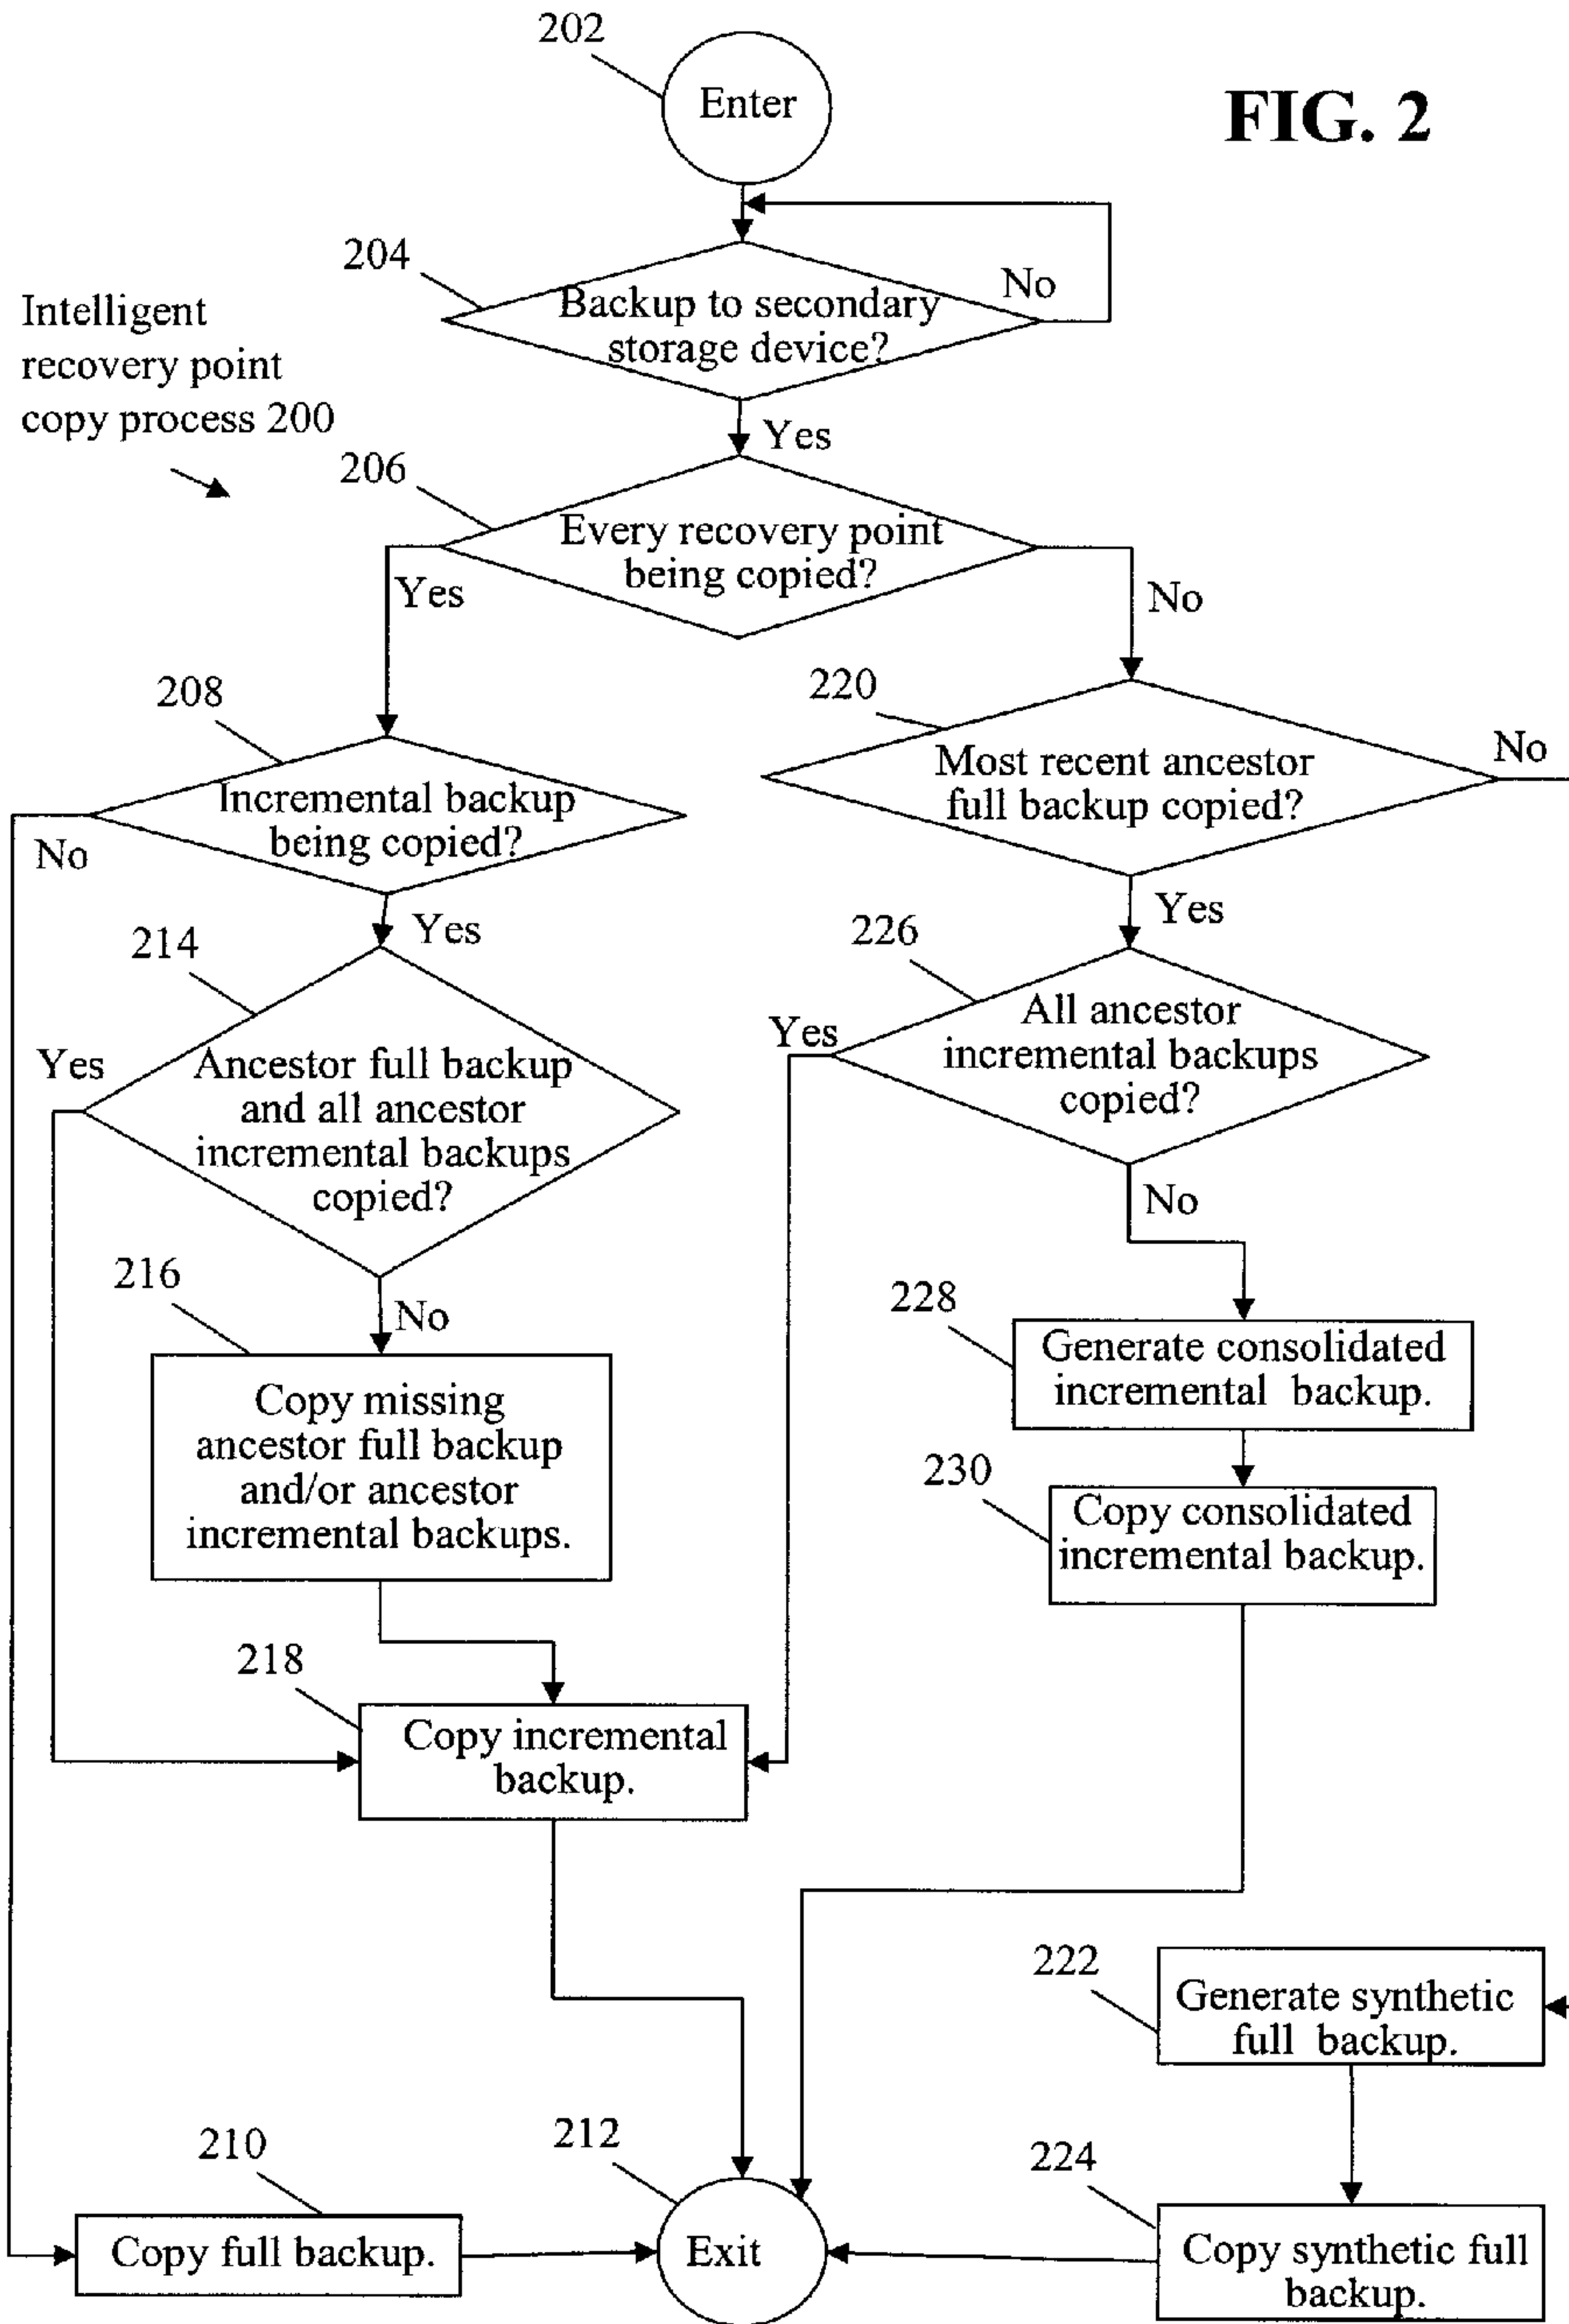 202
Enter
FIG. 2
204
No
Backup to secondary
storage device?
Intelligent
recovery point
copy process 200
Yes
206
Every recovery point
being copied?
Yes
No
208
220
Incremental backup
being copied?
No
Most recent ancestor
full backup copied?
No
Yes
Yes
214
226
Yes
Ancestor full backup
and all ancestor
incremental backups
copied?
Yes
All ancestor
incremental backups
copied?
No
No
216
Copy missing
ancestor full backup
and/or ancestor
incremental backups.
228
Generate consolidated
incremental backup.
230
Copy consolidated
incremental backup.
218
Copy incremental
backup.
222
Generate synthetic
full backup.
210
Copy full backup.
212
Exit
224
Copy synthetic full
backup.